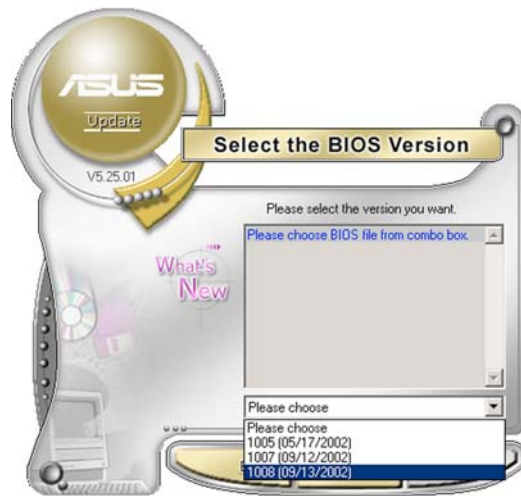 ASUS
Update
V5.25.01
Select the BIOS Version
Please select the version you want.
Please choose BIOS file from combo box.
What's
New
Please choose
Please choose
1005 (05/17/2002)
1007 (09/12/2002)
1008 (09/13/2002)